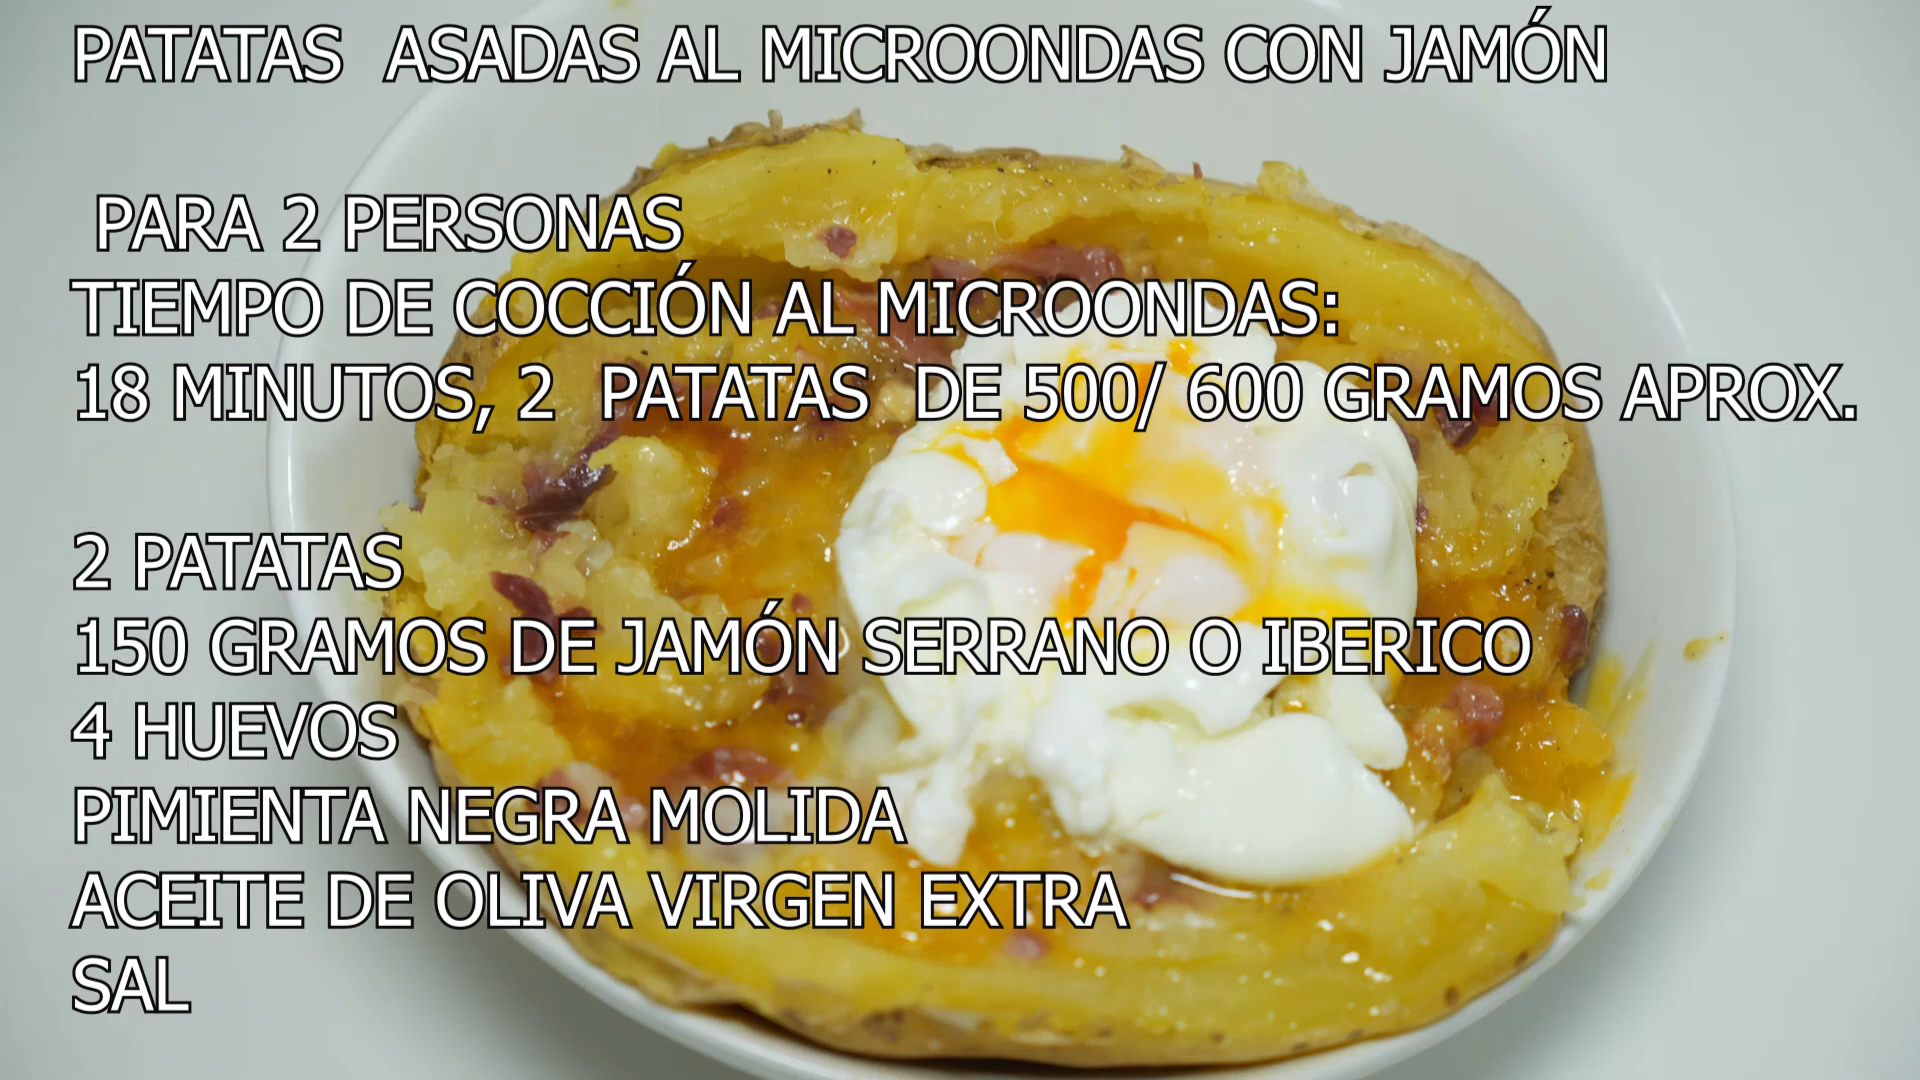 PATATAS ASADAS AL MICROONDAS CON JAMÓN
PARA 2 PERSONAS
TIEMPO DE COCCIÓN AL MICROONDAS:
18 MINUTOS, 2 PATATAS DE 500/ 600 GRAMOS APROX.
2 PATATAS
150 GRAMOS DE JAMÓN SERRANO O IBERICO
4 HUEVOS
PIMIENTA NEGRA MOLIDA
ACEITE DE OLIVA VIRGEN EXTRA
SAL